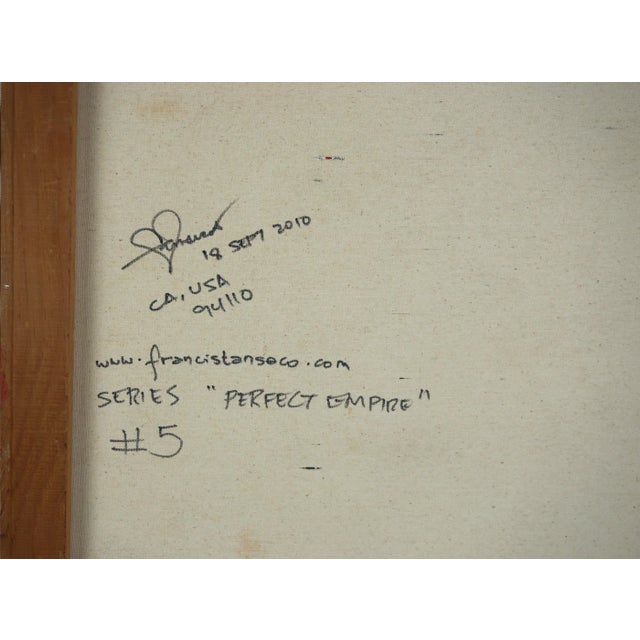 18 SEPT 2010
CA, USA
94110
www.francistanseco.com
SERIES "PERFECT EMPIRE"
#5